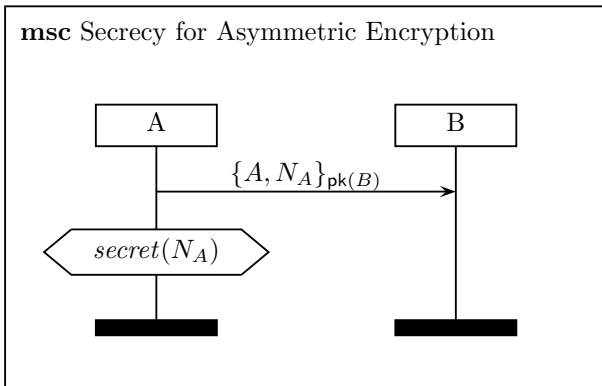 msc Secrecy for Asymmetric Encryption
A
B
{A, N_A}_pk(B)
secret(N_A)